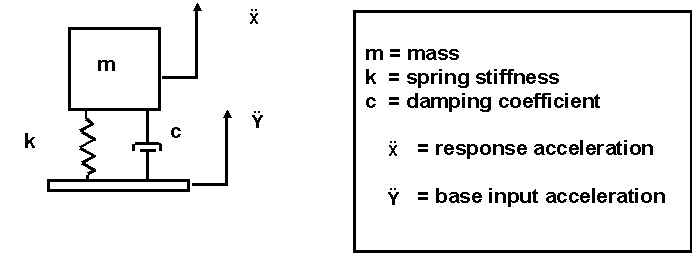 Ẍ
m
Ÿ
c
k
m = mass
k = spring stiffness
c = damping coefficient
Ẍ = response acceleration
Ÿ = base input acceleration